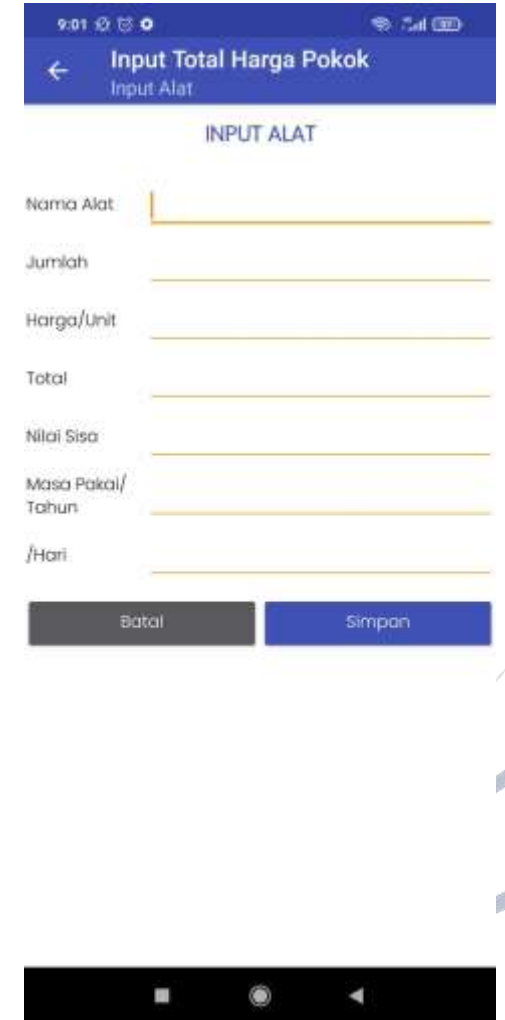 9:01
Input Total Harga Pokok
Input Alat
INPUT ALAT
Nama Alat
Jumlah
Harga/Unit
Total
Nilai Sisa
Masa Pakai/
Tahun
/Hari
Batal
Simpan